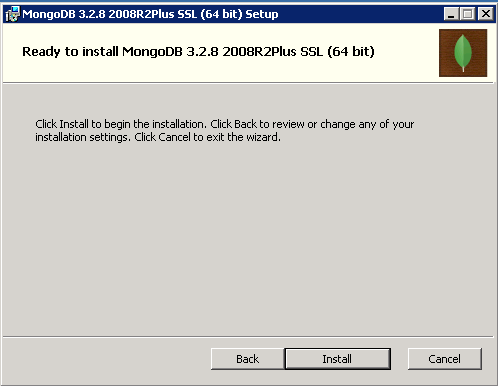 MongoDB 3.2.8 2008R2Plus SSL (64 bit) Setup
Ready to install MongoDB 3.2.8 2008R2Plus SSL (64 bit)
Click Install to begin the installation. Click Back to review or change any of your
installation settings. Click Cancel to exit the wizard.
Back
Install
Cancel